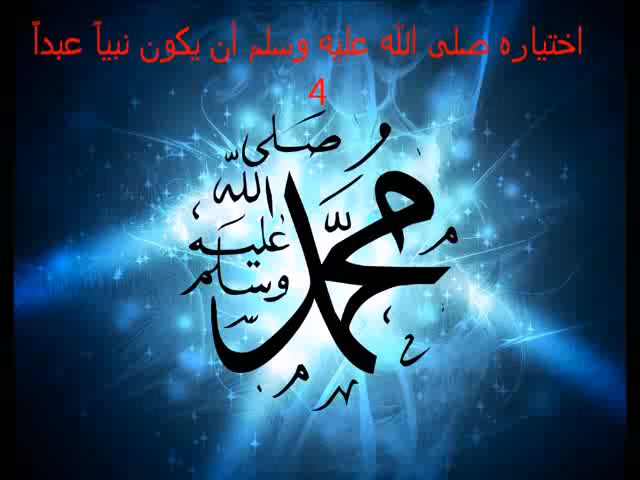 اختياره صلى الله عليه وسلم أن يكون نبياً عبداً
4
محمد
صلى
الله
عليه
وسلم